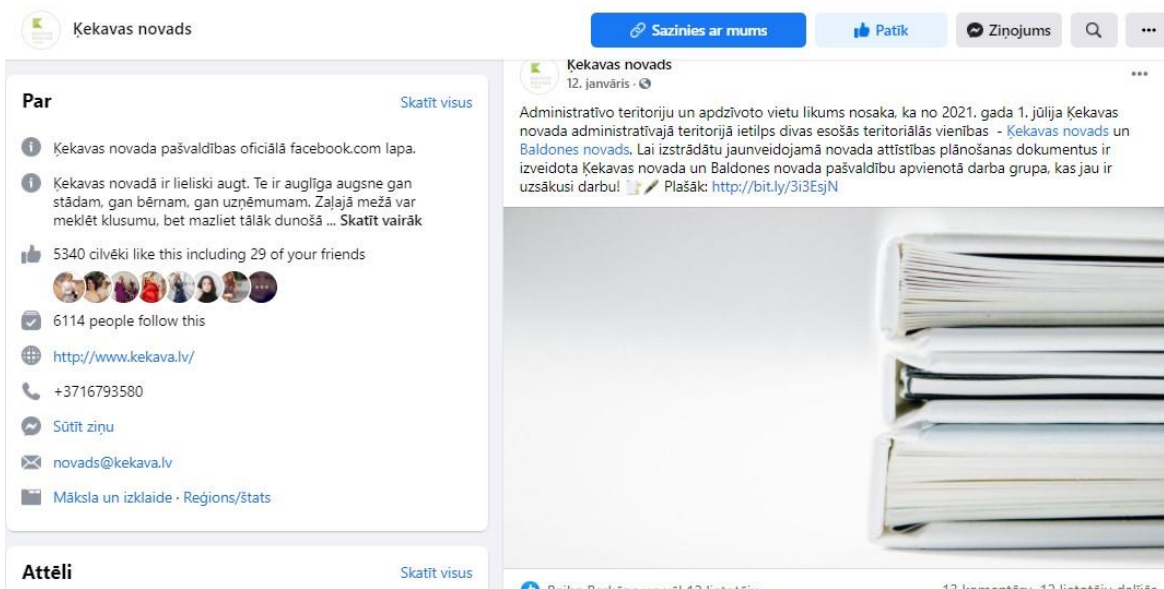 Ķekavas novads
Sazinies ar mums
Patīk
Ziņojums
Par
Skatīt visus
Ķekavas novada pašvaldības oficiālā facebook.com lapa.
Ķekavas novadā ir lieliski augt. Te ir auglīga augsne gan
stādam, gan bērnam, gan uzņēmumam. Zaļajā mežā var
meklēt klusumu, bet mazliet tālāk dunošā ... Skatīt vairāk
5340 cilvēki like this including 29 of your friends
6114 people follow this
http://www.kekava.lv/
+3716793580
Sūtīt ziņu
novads@kekava.lv
Māksla un izklaide · Reģions/štats
Attēli
Skatīt visus
Ķekavas novads
12. janvāris ·
Administratīvo teritoriju un apdzīvoto vietu likums nosaka, ka no 2021. gada 1. jūlija Ķekavas
novada administratīvajā teritorijā ietilps divas esošās teritoriālās vienības - Ķekavas novads un
Baldones novads. Lai izstrādātu jaunveidojamā novada attīstības plānošanas dokumentus ir
izveidota Ķekavas novada un Baldones novada pašvaldību apvienotā darba grupa, kas jau ir
uzsākusi darbu! Plašāk: http://bit.ly/3i3EsjN